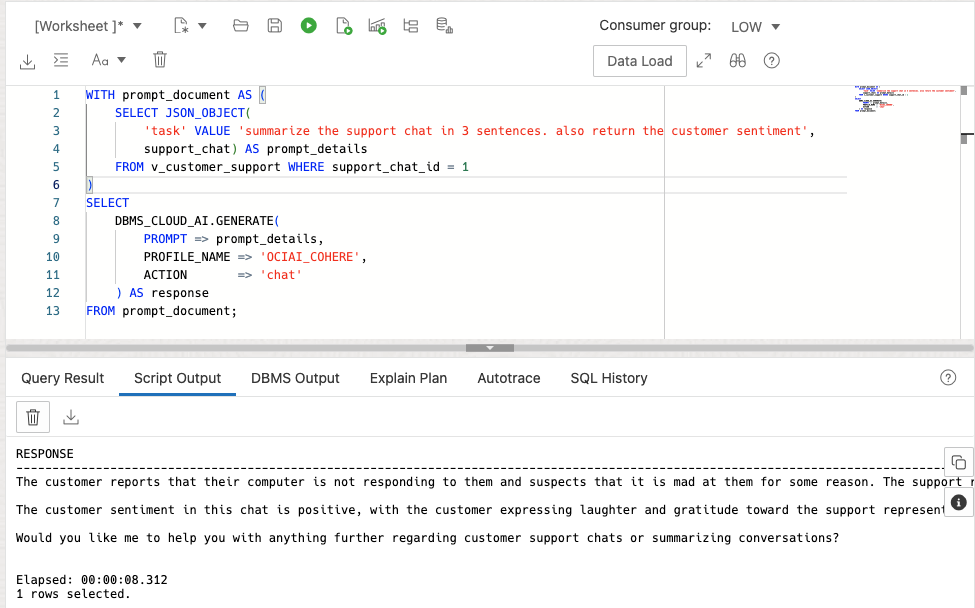 [Worksheet ]*
Consumer group: LOW
Aa
Data Load
1 WITH prompt_document AS (
2 SELECT JSON_OBJECT(
3 'task' VALUE 'summarize the support chat in 3 sentences. also return the customer sentiment',
4 support_chat) AS prompt_details
5 FROM v_customer_support WHERE support_chat_id = 1
6 )
7 SELECT
8 DBMS_CLOUD_AI.GENERATE(
9 PROMPT => prompt_details,
10 PROFILE_NAME => 'OCIAI_COHERE',
11 ACTION => 'chat'
12 ) AS response
13 FROM prompt_document;
Query Result Script Output DBMS Output Explain Plan Autotrace SQL History
RESPONSE
The customer reports that their computer is not responding to them and suspects that it is mad at them for some reason. The support
The customer sentiment in this chat is positive, with the customer expressing laughter and gratitude toward the support represent
Would you like me to help you with anything further regarding customer support chats or summarizing conversations?
Elapsed: 00:00:08.312
1 rows selected.